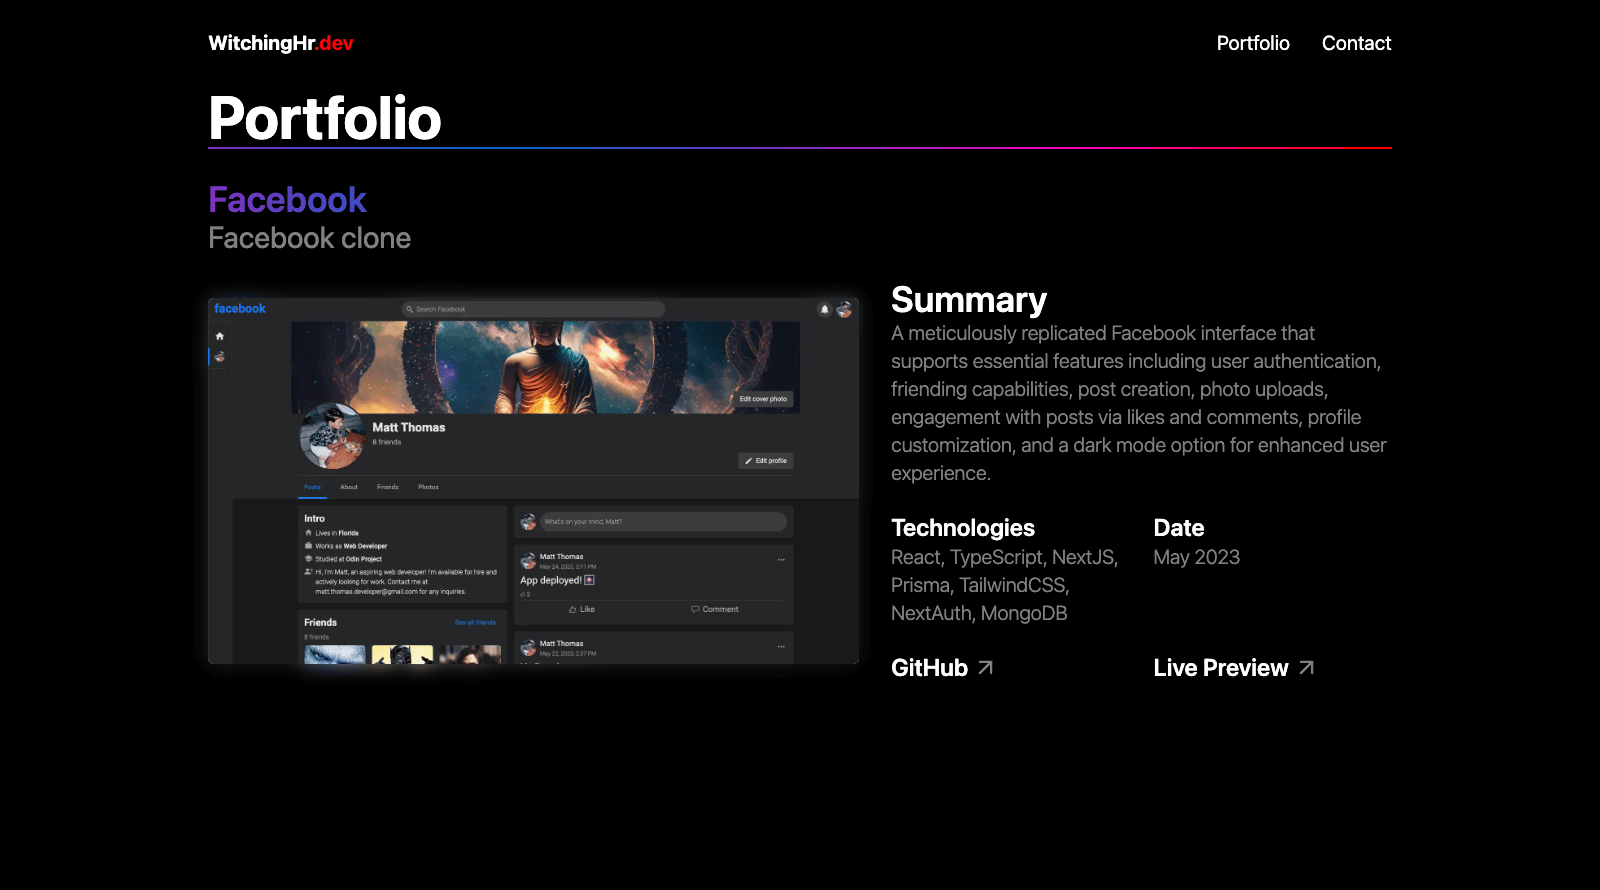 WitchingHr.dev
Portfolio
Contact
Portfolio
Facebook
Facebook clone
facebook
Search Facebook
Edit cover photo
Matt Thomas
8 friends
Edit profile
Posts
About
Friends
Photos
Intro
Lives in Florida
Works as Web Developer
Studied at Odin Project
Hi, I'm Matt, an aspiring web developer! I'm available for hire and
actively looking for work. Contact me at
matt.thomas.developer@gmail.com for any inquiries.
Friends
See all friends
8 friends
What's on your mind, Matt?
Matt Thomas
May 24, 2023, 5:11 PM
App deployed!
3
Like
Comment
Matt Thomas
May 22, 2023, 2:37 PM
Summary
A meticulously replicated Facebook interface that
supports essential features including user authentication,
friending capabilities, post creation, photo uploads,
engagement with posts via likes and comments, profile
customization, and a dark mode option for enhanced user
experience.
Technologies
React, TypeScript, NextJS,
Prisma, TailwindCSS,
NextAuth, MongoDB
Date
May 2023
GitHub
Live Preview